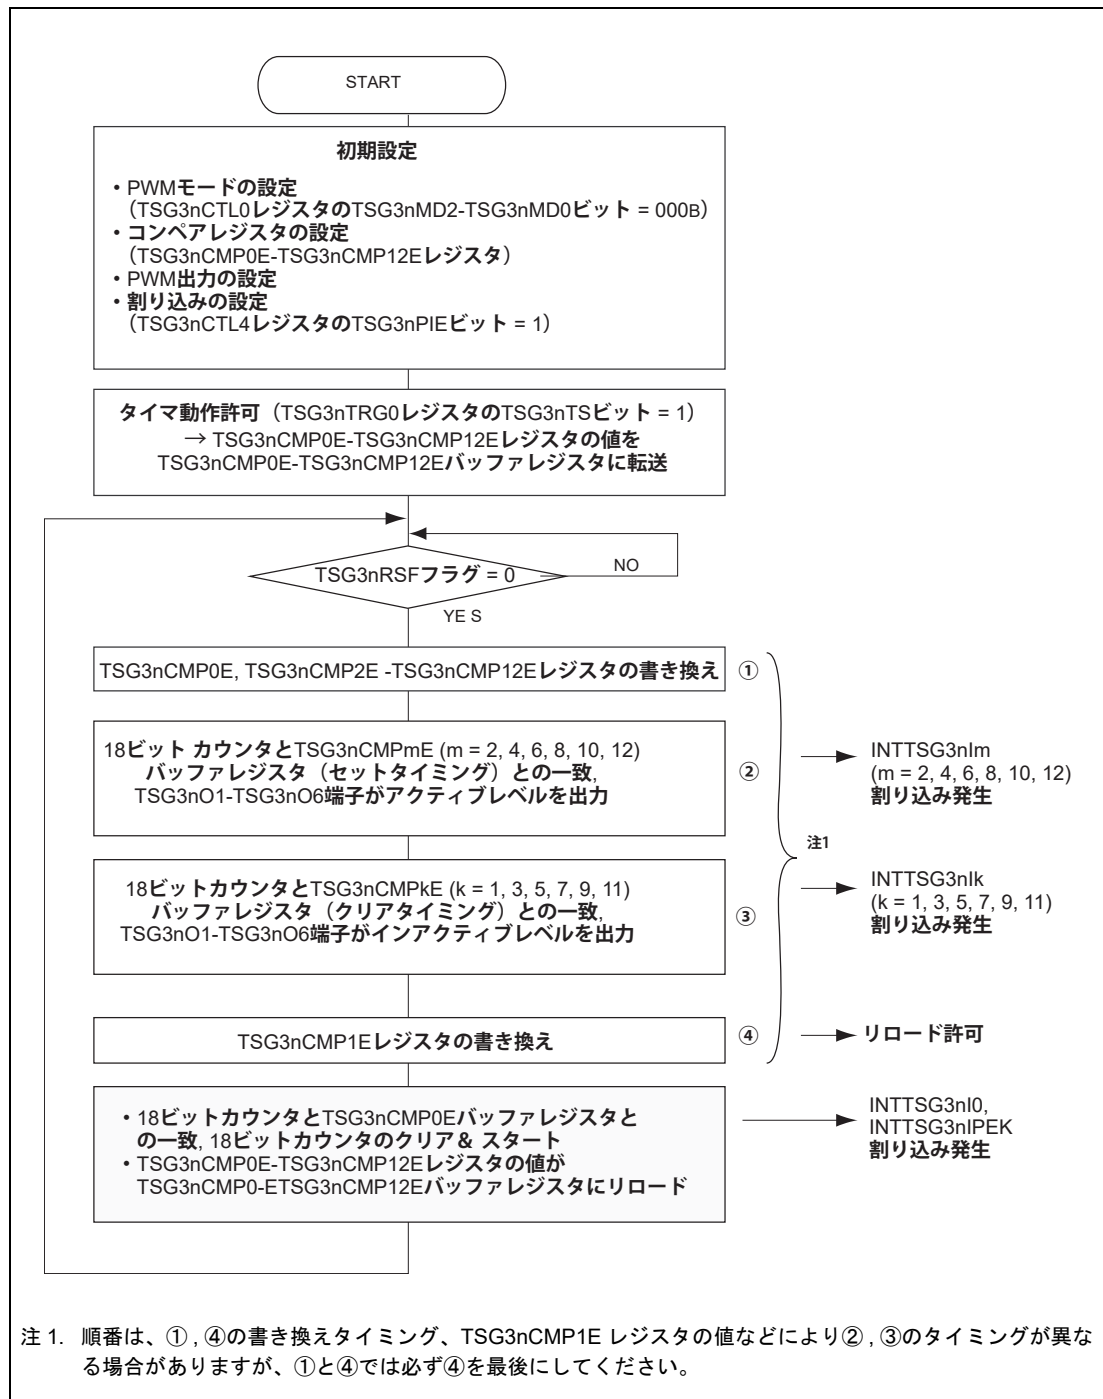 START
初期設定
・PWMモードの設定
（TSG3nCTL0レジスタのTSG3nMD2-TSG3nMD0ビット = 000B）
・コンペアレジスタの設定
（TSG3nCMP0E-TSG3nCMP12Eレジスタ）
・PWM出力の設定
・割り込みの設定
（TSG3nCTL4レジスタのTSG3nPIEビット = 1）
タイマ動作許可（TSG3nTRG0レジスタのTSG3nTSビット = 1）
→ TSG3nCMP0E-TSG3nCMP12Eレジスタの値を
TSG3nCMP0E-TSG3nCMP12Eバッファレジスタに転送
TSG3nRSFフラグ = 0
NO
YE S
TSG3nCMP0E, TSG3nCMP2E -TSG3nCMP12Eレジスタの書き換え
①
18ビット カウンタとTSG3nCMPmE (m = 2, 4, 6, 8, 10, 12)
バッファレジスタ（セットタイミング）との一致,
TSG3nO1-TSG3nO6端子がアクティブレベルを出力
②
INTTSG3nIm
(m = 2, 4, 6, 8, 10, 12)
割り込み発生
注1
18ビットカウンタとTSG3nCMPkE (k = 1, 3, 5, 7, 9, 11)
バッファレジスタ（クリアタイミング）との一致,
TSG3nO1-TSG3nO6端子がインアクティブレベルを出力
③
INTTSG3nIk
(k = 1, 3, 5, 7, 9, 11)
割り込み発生
TSG3nCMP1Eレジスタの書き換え
④
リロード許可
・18ビットカウンタとTSG3nCMP0Eバッファレジスタと
の一致, 18ビットカウンタのクリア& スタート
・TSG3nCMP0E-TSG3nCMP12Eレジスタの値が
TSG3nCMP0-ETSG3nCMP12Eバッファレジスタにリロード
INTTSG3nI0,
INTTSG3nIPEK
割り込み発生
注 1. 順番は、① , ④の書き換えタイミング、TSG3nCMP1E レジスタの値などにより② , ③のタイミングが異な
る場合がありますが、①と④では必ず④を最後にしてください。